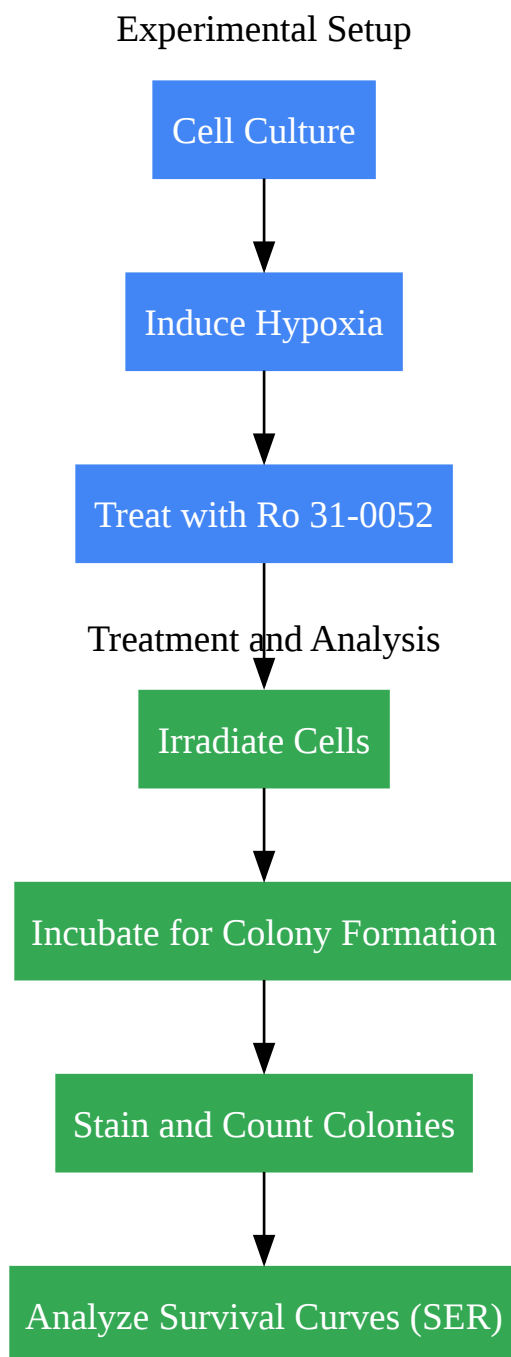 Experimental Setup
Cell Culture
Induce Hypoxia
Treat with Ro 31-0052
Treatment and Analysis
Irradiate Cells
Incubate for Colony Formation
Stain and Count Colonies
Analyze Survival Curves (SER)